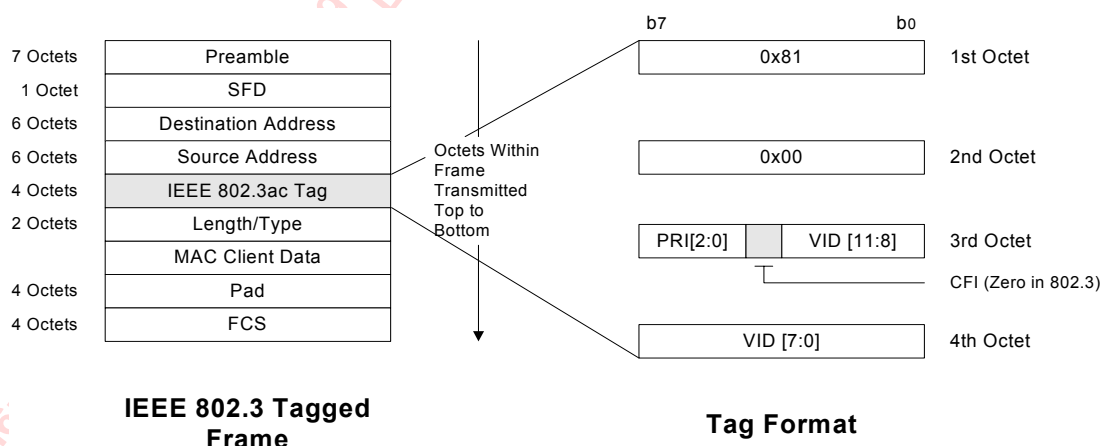 7 Octets
Preamble
1 Octet
SFD
6 Octets
Destination Address
6 Octets
Source Address
4 Octets
IEEE 802.3ac Tag
2 Octets
Length/Type
MAC Client Data
4 Octets
Pad
4 Octets
FCS
IEEE 802.3 Tagged
Frame
Octets Within
Frame
Transmitted
Top to
Bottom
b7
b0
0x81
1st Octet
0x00
2nd Octet
PRI[2:0]
VID [11:8]
3rd Octet
CFI (Zero in 802.3)
VID [7:0]
4th Octet
Tag Format